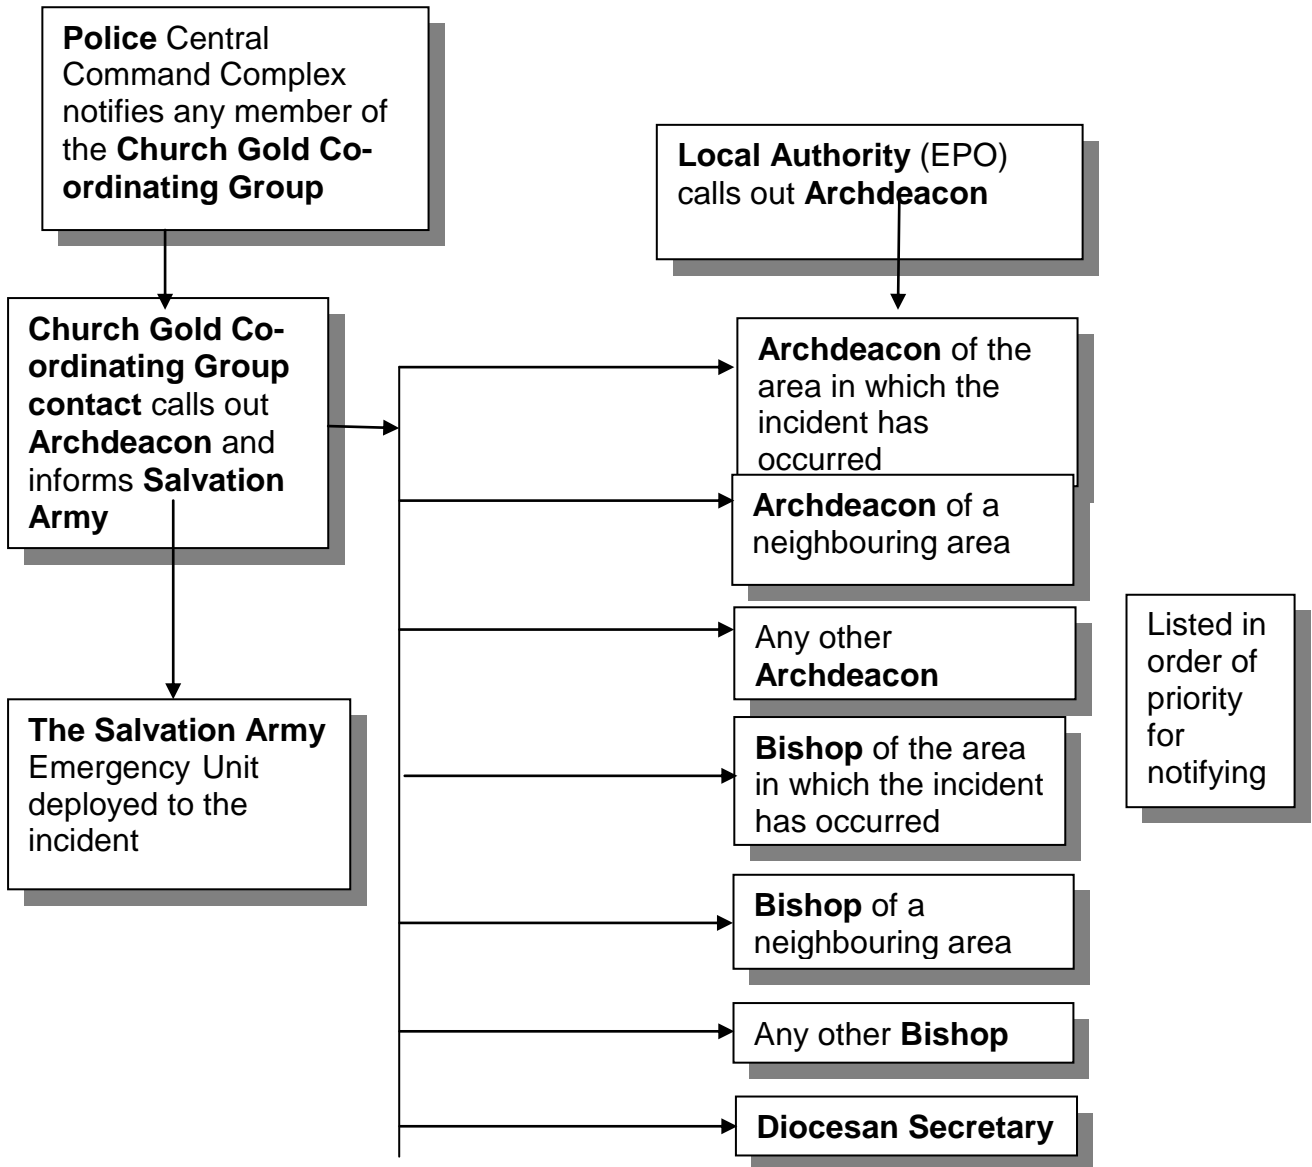 Police Central
Command Complex
notifies any member of
the Church Gold Co-
ordinating Group
Local Authority (EPO)
calls out Archdeacon
Church Gold Co-
ordinating Group
contact calls out
Archdeacon and
informs Salvation
Army
The Salvation Army
Emergency Unit
deployed to the
incident
Archdeacon of the
area in which the
incident has
occurred
Archdeacon of a
neighbouring area
Any other
Archdeacon
Bishop of the area
in which the incident
has occurred
Bishop of a
neighbouring area
Any other Bishop
Diocesan Secretary
Listed in
order of
priority
for
notifying